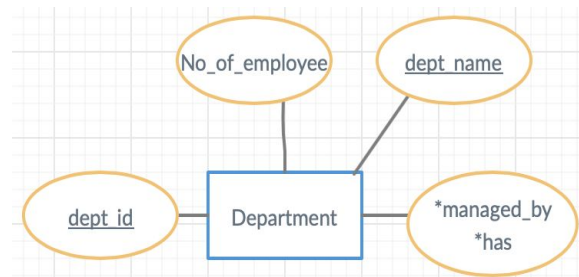 No_of_employee
dept_name
dept_id
Department
*managed_by
*has